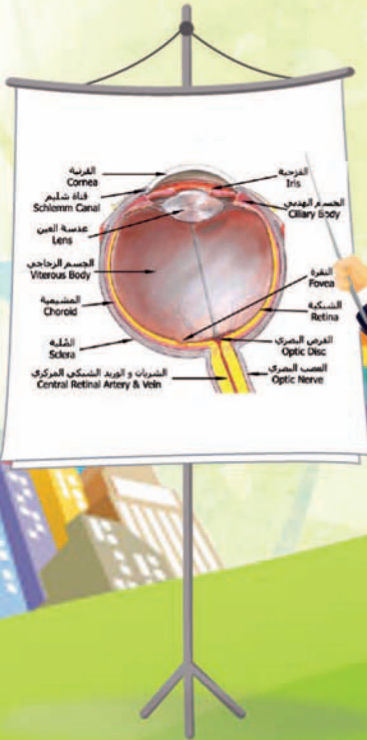 القرنية
Cornea
قناة شليم
Schlemm Canal
عدسة العين
Lens
الجسم الزجاجي
Viterous Body
المشيمية
Choroid
الصُلبة
Sclera
الشريان و الوريد الشبكي المركزي
Central Retinal Artery & Vein
القزحية
Iris
الجسم الهدبي
Ciliary Body
النقرة
Fovea
الشبكية
Retina
القرص البصري
Optic Disc
العصب البصري
Optic Nerve